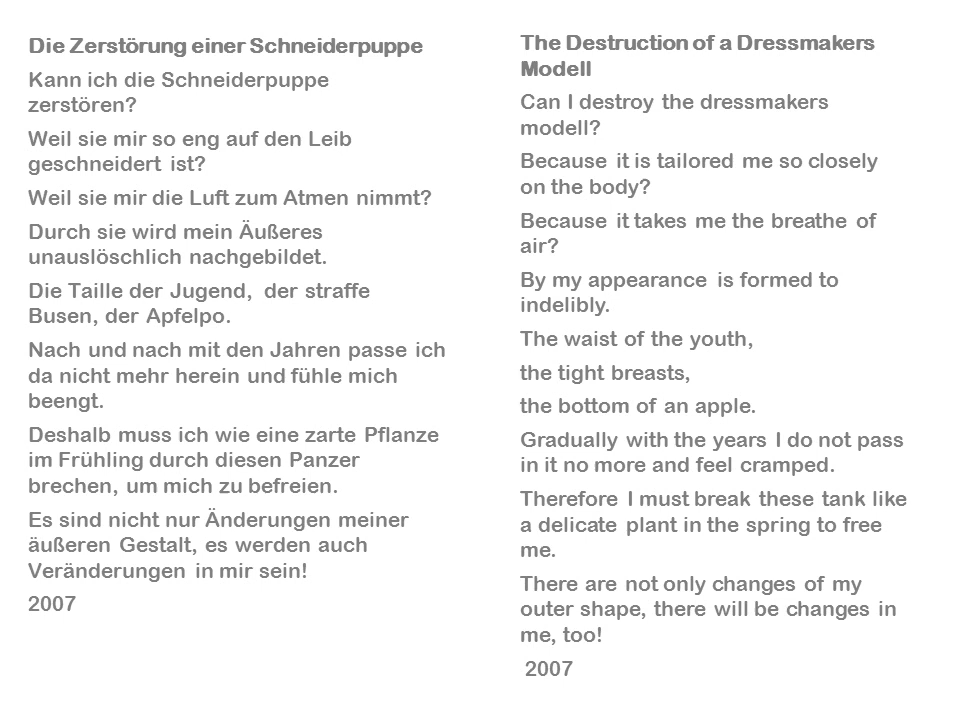 Die Zerstörung einer Schneiderpuppe
Kann ich die Schneiderpuppe
zerstören?
Weil sie mir so eng auf den Leib
geschneidert ist?
Weil sie mir die Luft zum Atmen nimmt?
Durch sie wird mein Äußeres
unauslöschlich nachgebildet.
Die Taille der Jugend, der straffe
Busen, der Apfelpo.
Nach und nach mit den Jahren passe ich
da nicht mehr herein und fühle mich
beengt.
Deshalb muss ich wie eine zarte Pflanze
im Frühling durch diesen Panzer
brechen, um mich zu befreien.
Es sind nicht nur Änderungen meiner
äußeren Gestalt, es werden auch
Veränderungen in mir sein!
2007
The Destruction of a Dressmakers
Modell
Can I destroy the dressmakers
modell?
Because it is tailored me so closely
on the body?
Because it takes me the breathe of
air?
By my appearance is formed to
indelibly.
The waist of the youth,
the tight breasts,
the bottom of an apple.
Gradually with the years I do not pass
in it no more and feel cramped.
Therefore I must break these tank like
a delicate plant in the spring to free
me.
There are not only changes of my
outer shape, there will be changes in
me, too!
2007